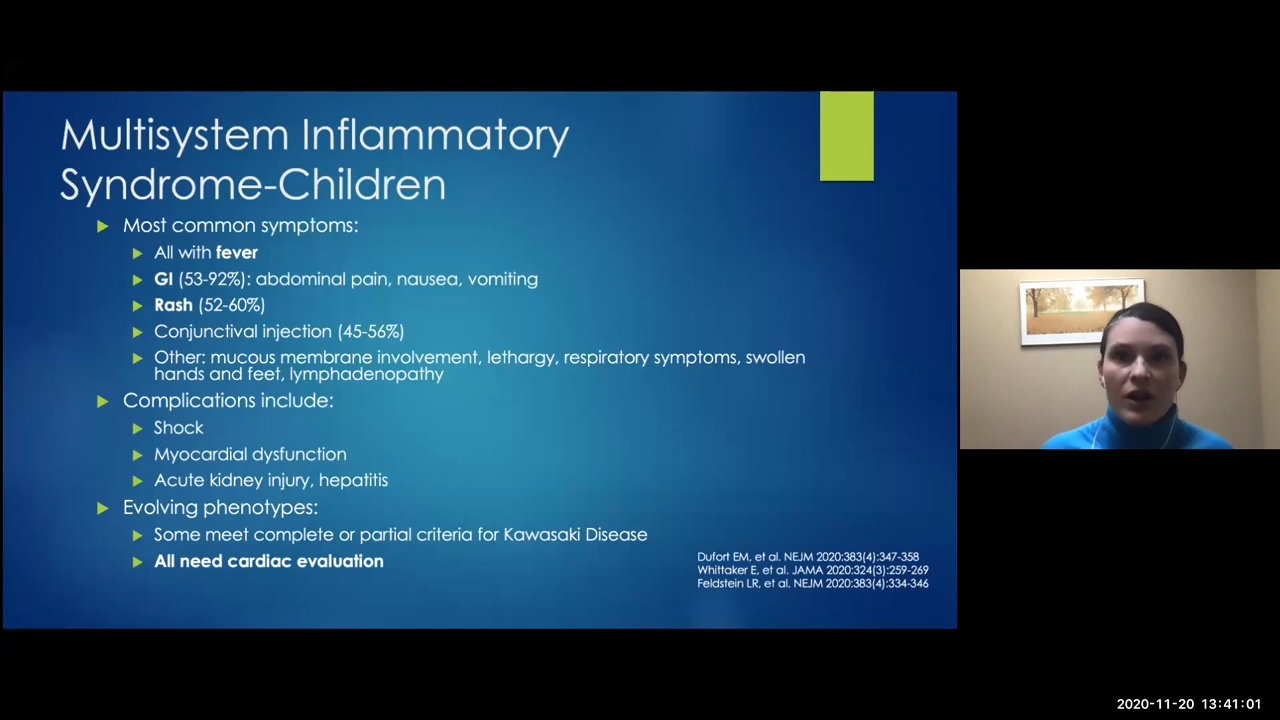 Multisystem Inflammatory
Syndrome-Children
Most common symptoms:
All with fever
GI (53-92%): abdominal pain, nausea, vomiting
Rash (52-60%)
Conjunctival injection (45-56%)
Other: mucous membrane involvement, lethargy, respiratory symptoms, swollen
hands and feet, lymphadenopathy
Complications include:
Shock
Myocardial dysfunction
Acute kidney injury, hepatitis
Evolving phenotypes:
Some meet complete or partial criteria for Kawasaki Disease
All need cardiac evaluation
Dufort EM, et al. NEJM 2020;383(4):347-358
Whittaker E, et al. JAMA 2020;324(3):259-269
Feldstein LR, et al. NEJM 2020;383(4):334-346
2020-11-20 13:41:01